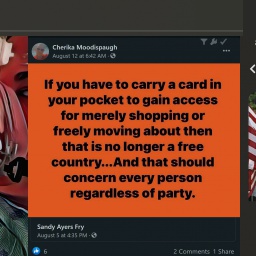 Cherika Moodispaugh
August 12 at 6:42 AM ·
If you have to carry a card in
your pocket to gain access
for merely shopping or
freely moving about then
that is no longer a free
country...And that should
concern every person
regardless of party.
Sandy Ayers Fry
August 5 at 4:35 PM ·
6
2 Comments 1 Share